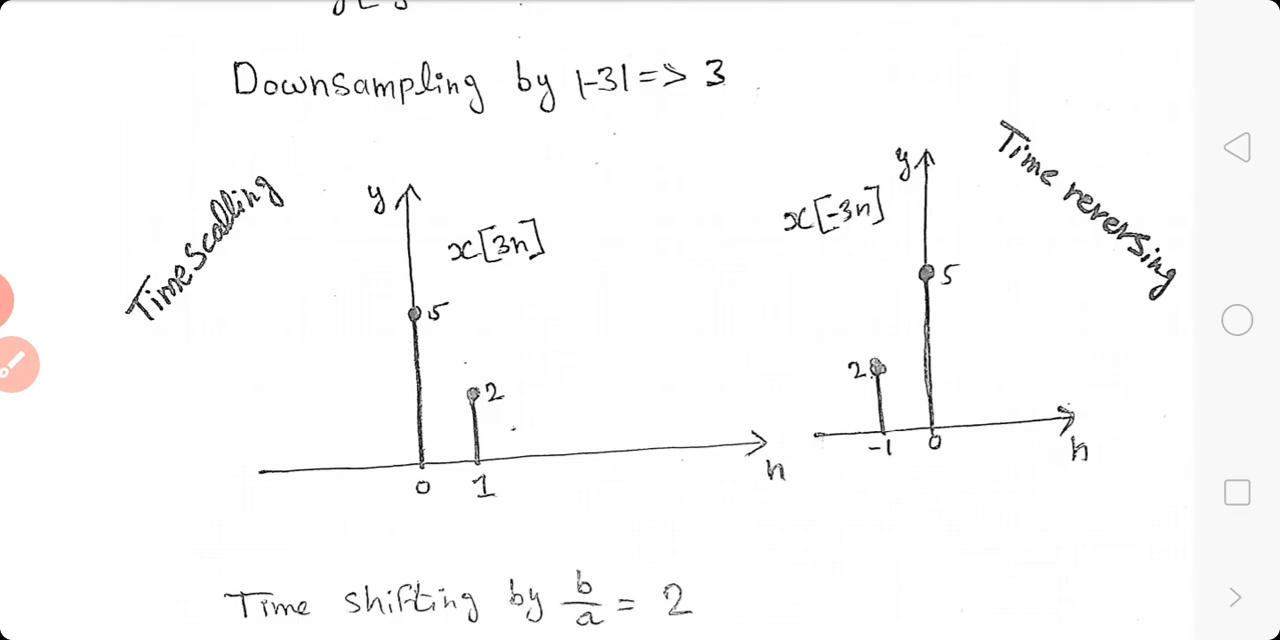 Downsampling by |-3| => 3
Time scalling
y
x[3n]
5
2
0 1
n
Time reversing
y
x[-3n]
5
2
-1 0
n
Time shifting by b/a = 2